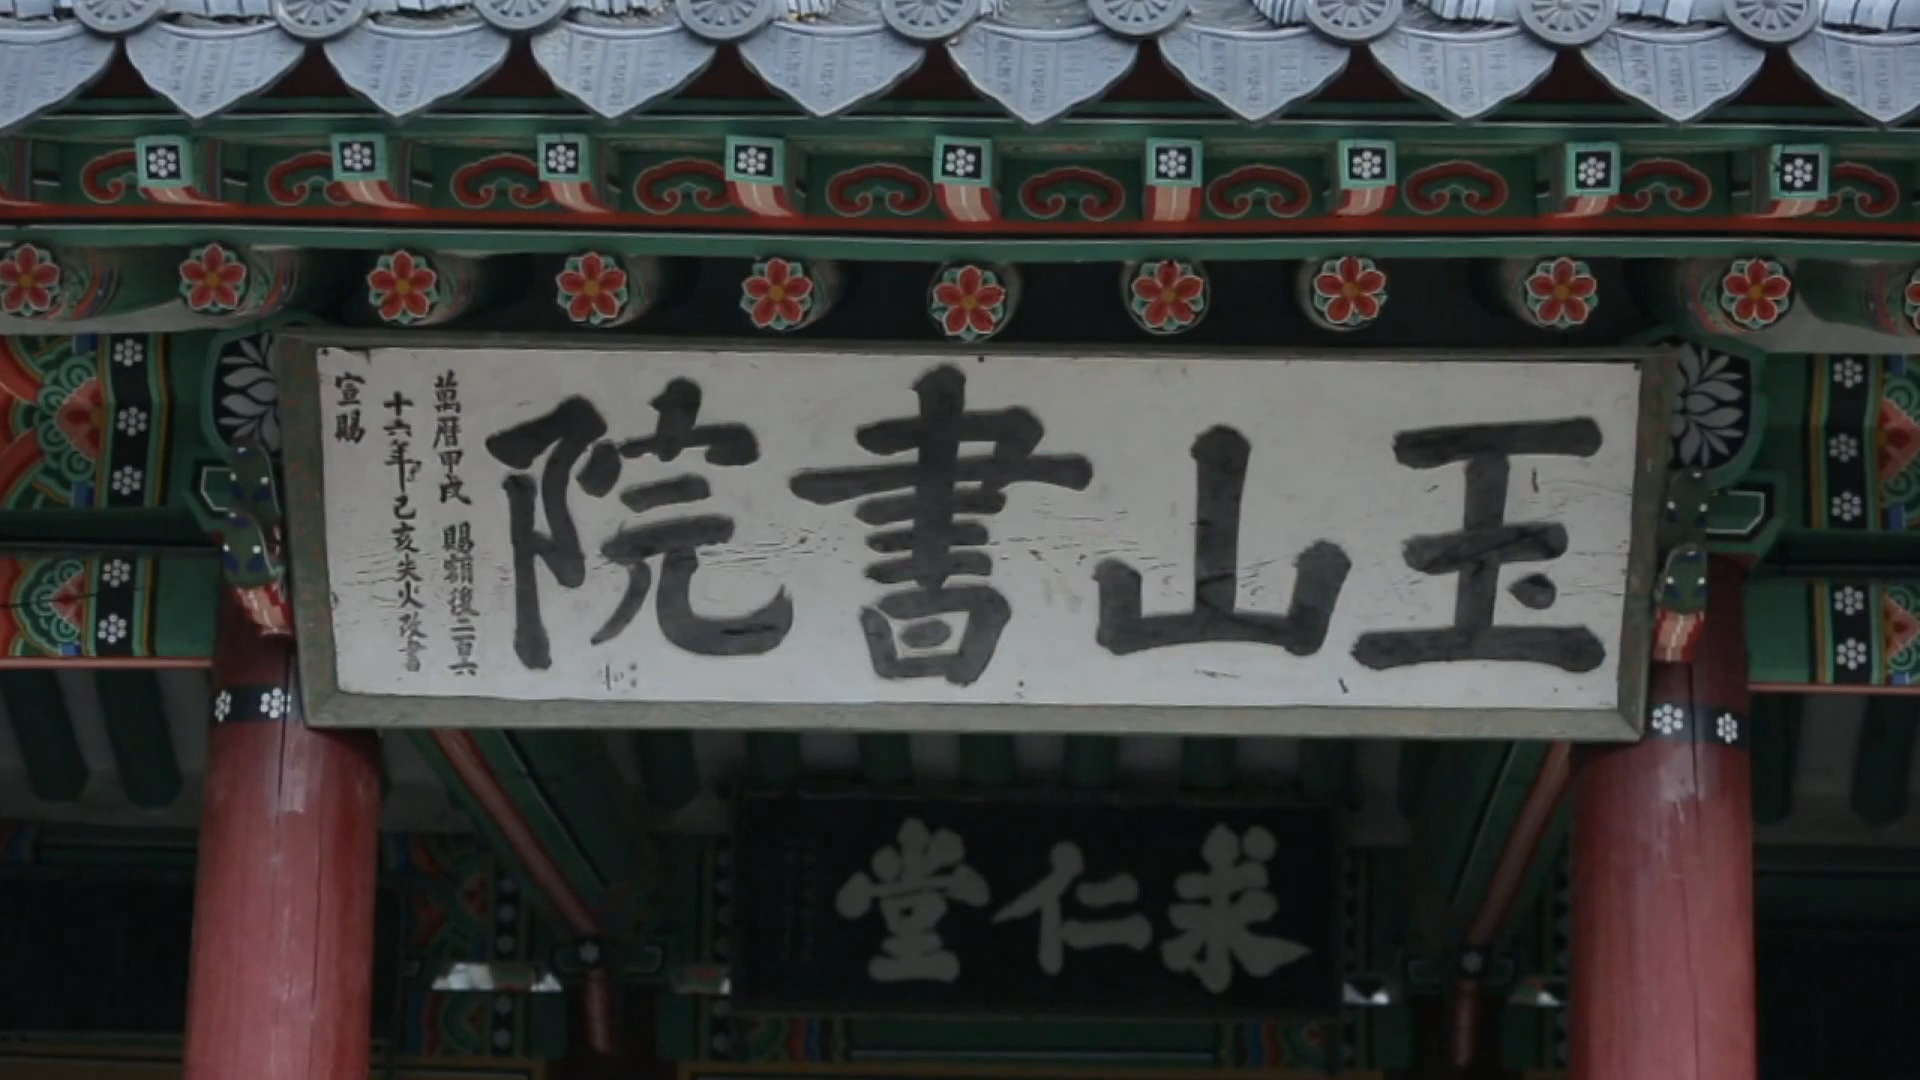 玉山書院
萬曆甲戌 賜額後二百六
十六年己亥失火改書
宣賜
求仁堂